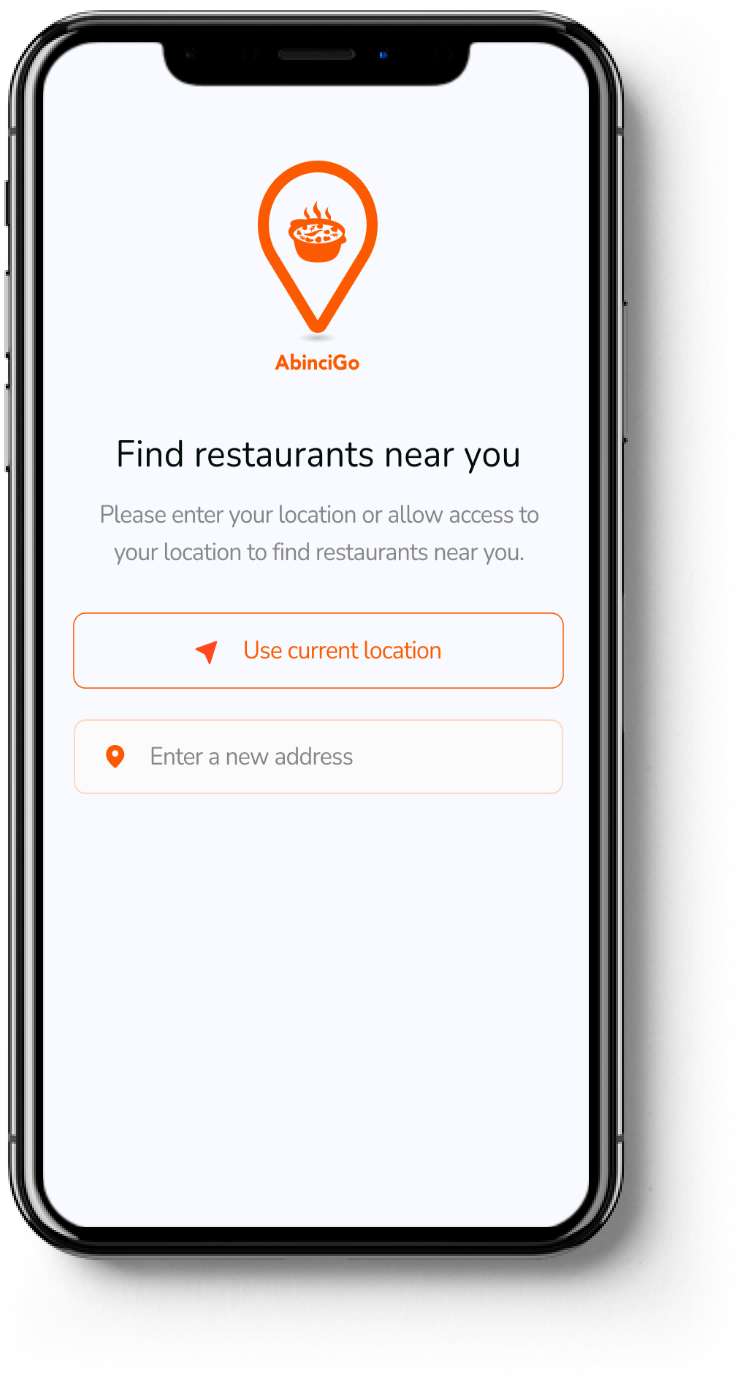 AbinciGo
Find restaurants near you
Please enter your location or allow access to
your location to find restaurants near you.
Use current location
Enter a new address